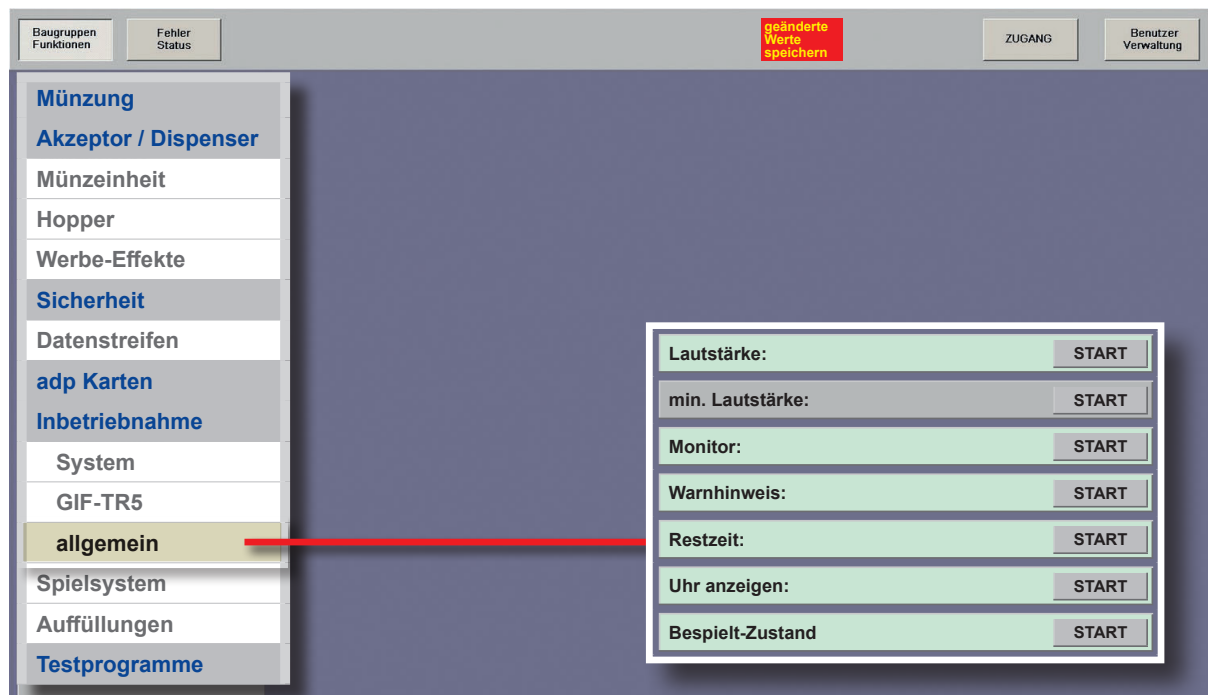 Baugruppen
Funktionen
Fehler
Status
geänderte
Werte
speichern
ZUGANG
Benutzer
Verwaltung
Münzung
Akzeptor / Dispenser
Münzeinheit
Hopper
Werbe-Effekte
Sicherheit
Datenstreifen
adp Karten
Inbetriebnahme
System
GIF-TR5
allgemein
Spielsystem
Auffüllungen
Testprogramme
Lautstärke: START
min. Lautstärke: START
Monitor: START
Warnhinweis: START
Restzeit: START
Uhr anzeigen: START
Bespielt-Zustand START